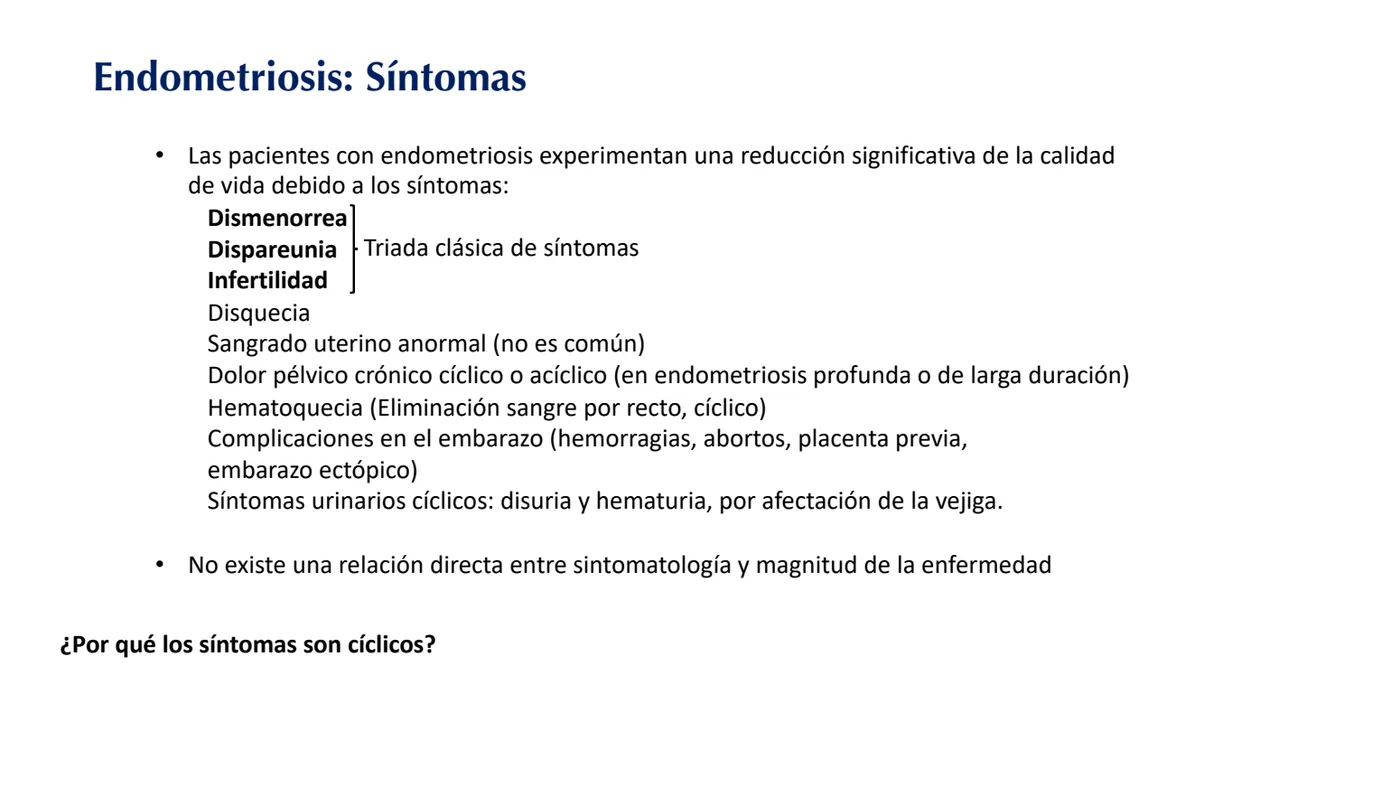 Endometriosis: Síntomas
• Las pacientes con endometriosis experimentan una reducción significativa de la calidad
de vida debido a los síntomas:
Dismenorrea
Dispareunia
Triada clásica de síntomas
Infertilidad
Disquecia
Sangrado uterino anormal (no es común)
Dolor pélvico crónico cíclico o acíclico (en endometriosis profunda o de larga duración)
Hematoquecia (Eliminación sangre por recto, cíclico)
Complicaciones en el embarazo (hemorragias, abortos, placenta previa,
embarazo ectópico)
Síntomas urinarios cíclicos: disuria y hematuria, por afectación de la vejiga.
• No existe una relación directa entre sintomatología y magnitud de la enfermedad
¿Por qué los síntomas son cíclicos?